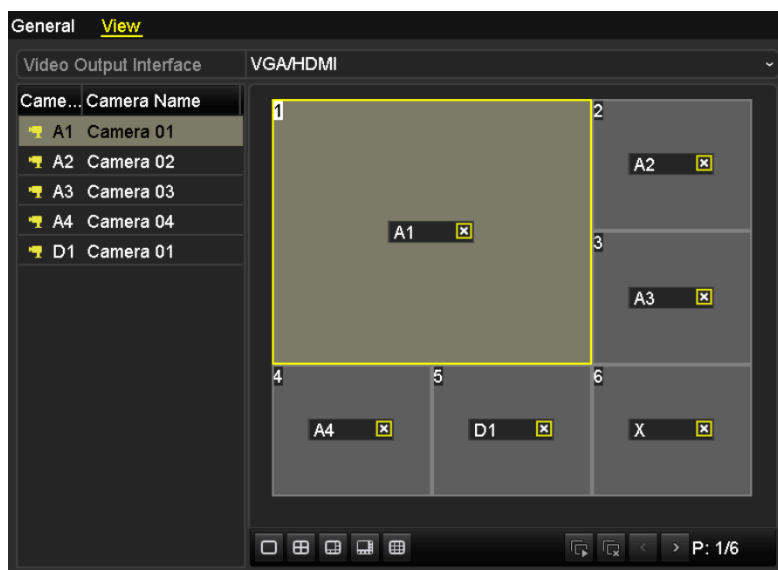 General View
Video Output Interface VGA/HDMI
Came... Camera Name
A1 Camera 01
A2 Camera 02
A3 Camera 03
A4 Camera 04
D1 Camera 01
1
A1
2
A2
3
A3
4
A4
5
D1
6
X
P: 1/6